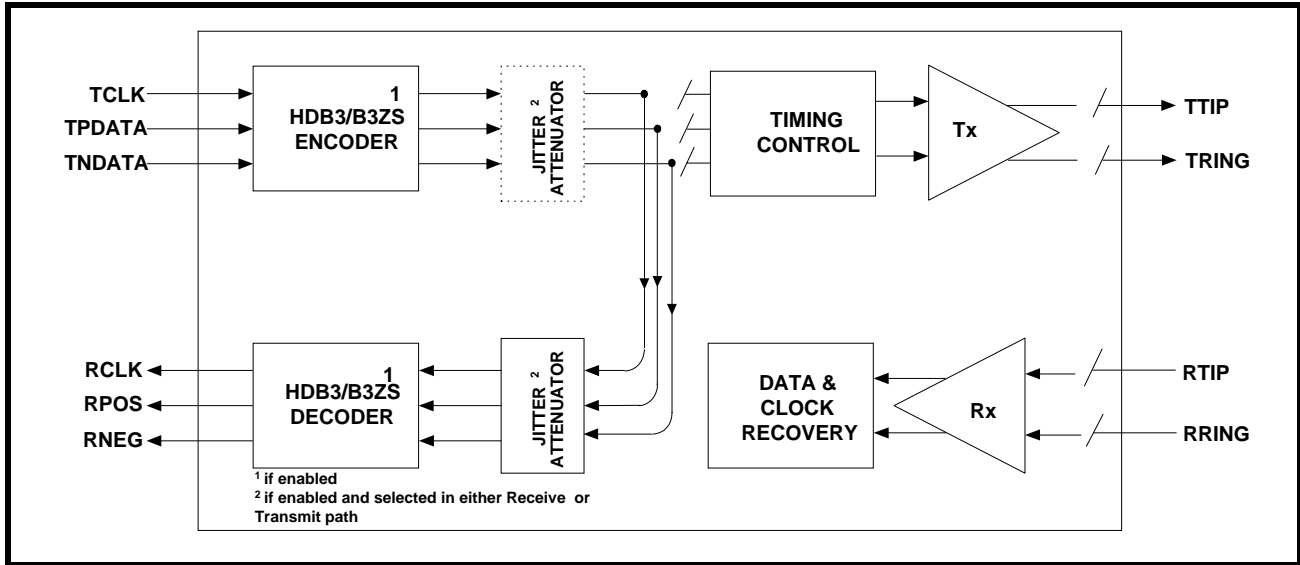 TCLK
TPDATA
TNDATA
1
HDB3/B3ZS
ENCODER
JITTER 2
ATTENUATOR
TIMING
CONTROL
Tx
TTIP
TRING
RCLK
RPOS
RNEG
1
HDB3/B3ZS
DECODER
JITTER 2
ATTENUATOR
DATA &
CLOCK
RECOVERY
Rx
RTIP
RRING
1 if enabled
2 if enabled and selected in either Receive or
Transmit path